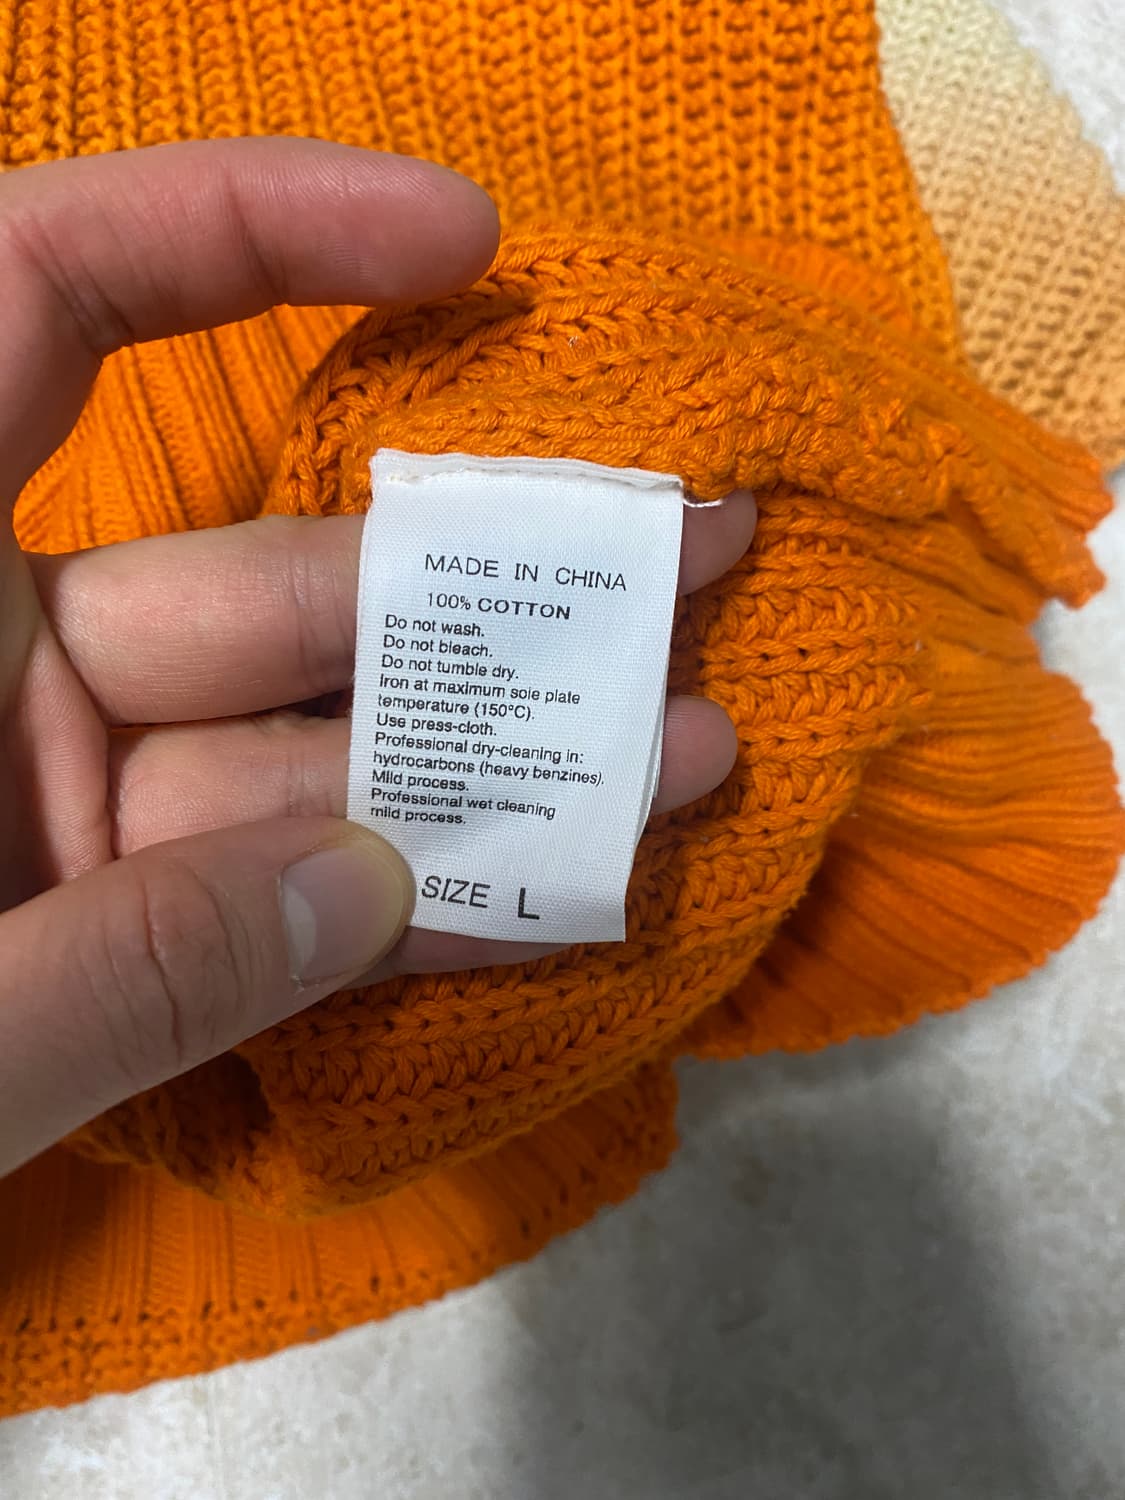 MADE IN CHINA
100% COTTON
Do not wash.
Do not bleach.
Do not tumble dry.
Iron at maximum sole plate
temperature (150°C).
Use press-cloth.
Professional dry-cleaning in:
hydrocarbons (heavy benzines).
Mild process.
Professional wet cleaning
mild process.
SIZE L